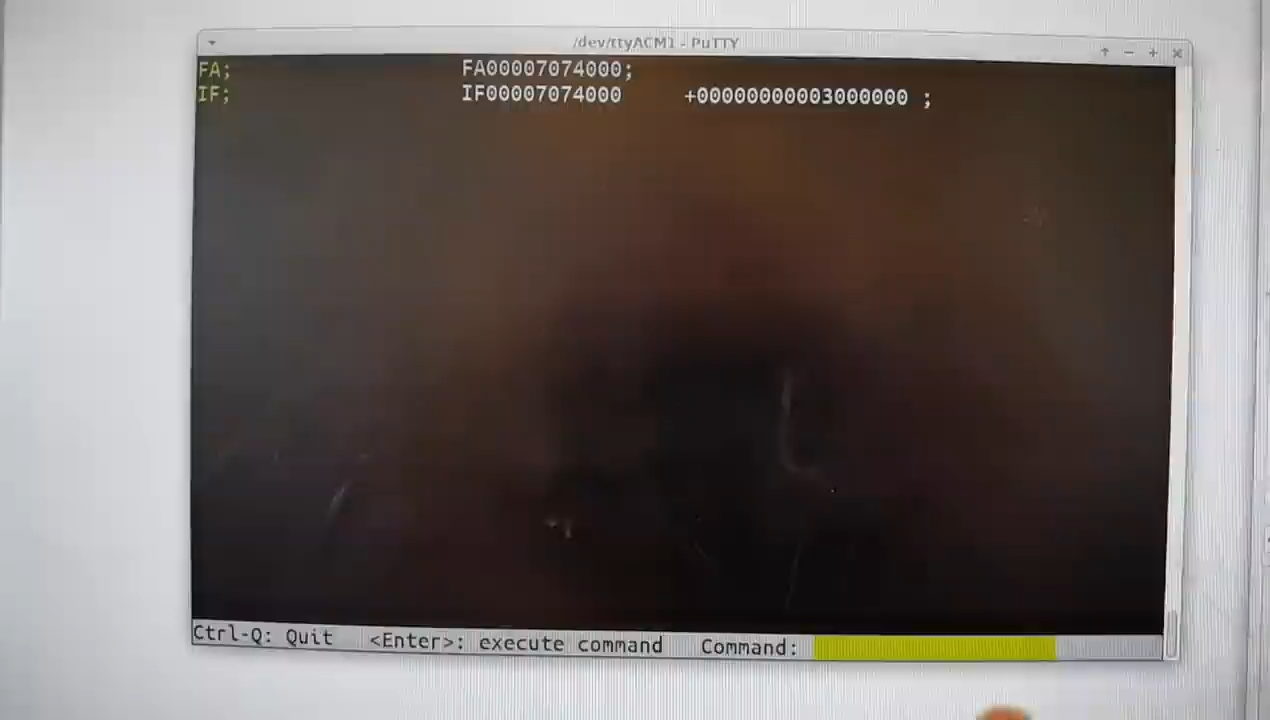 /dev/ttyACM1 - PuTTY
FA; FA00007074000;
IF; IF00007074000 +00000000003000000 ;
Ctrl-Q: Quit <Enter>: execute command Command: